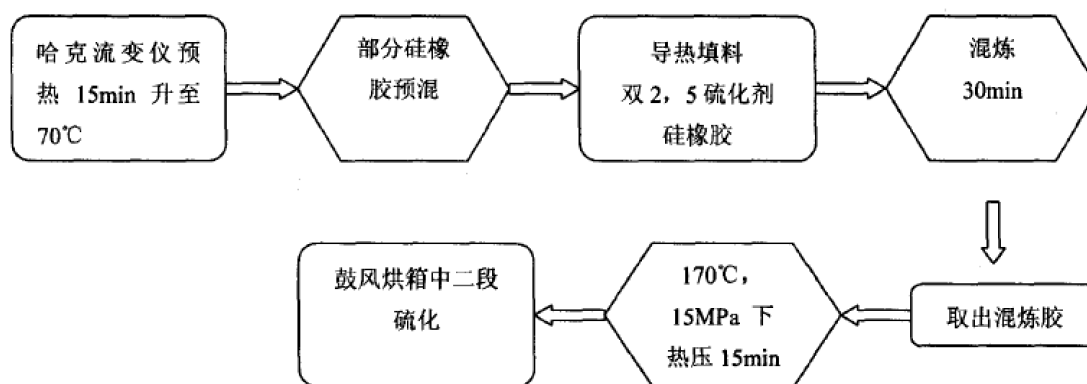 哈克流变仪预
热 15min 升至
70℃
部分硅橡
胶预混
导热填料
双2，5 硫化剂
硅橡胶
混炼
30min
取出混炼胶
170℃，
15MPa 下
热压 15min
鼓风烘箱中二段
硫化